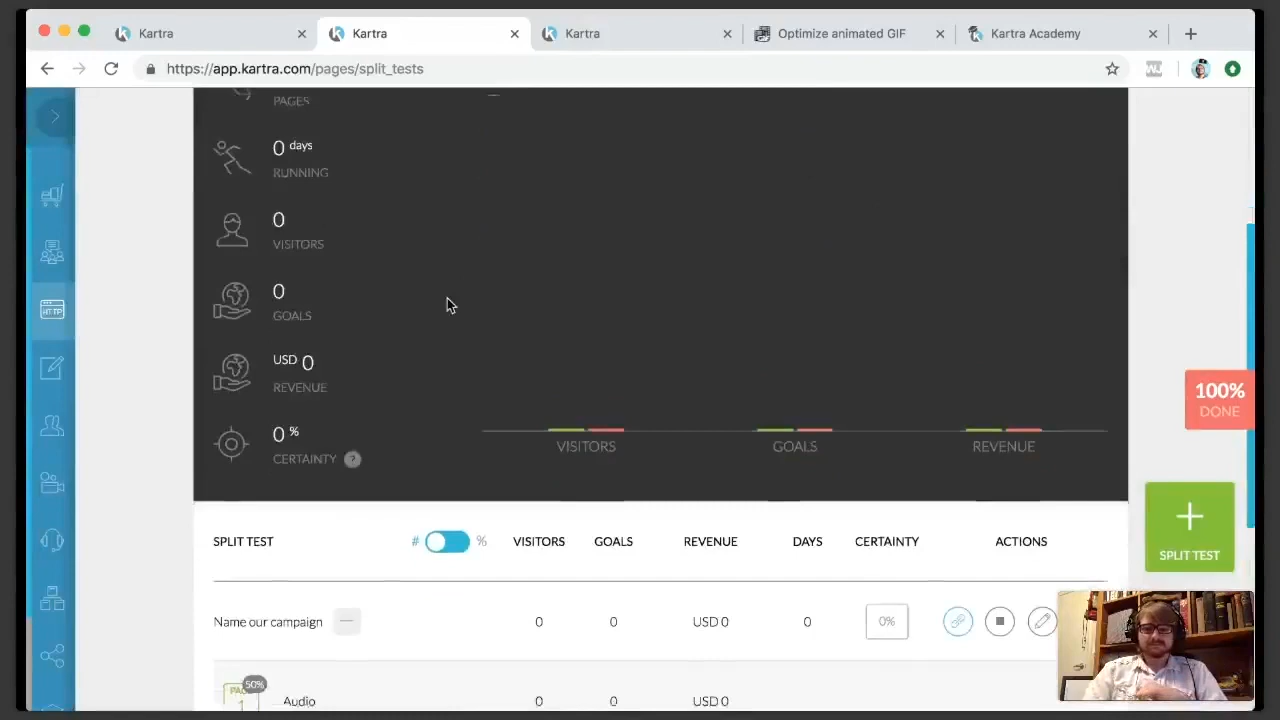 Kartra
Kartra
Kartra
Optimize animated GIF
Kartra Academy
https://app.kartra.com/pages/split_tests
PAGES
0 days
RUNNING
0
VISITORS
HTTP
0
GOALS
USD 0
REVENUE
0 %
CERTAINTY ?
VISITORS
GOALS
REVENUE
100%
DONE
SPLIT TEST
SPLIT TEST
# %
VISITORS
GOALS
REVENUE
DAYS
CERTAINTY
ACTIONS
Name our campaign
0
0
USD 0
0
0%
50%
1
Audio
0
0
USD 0